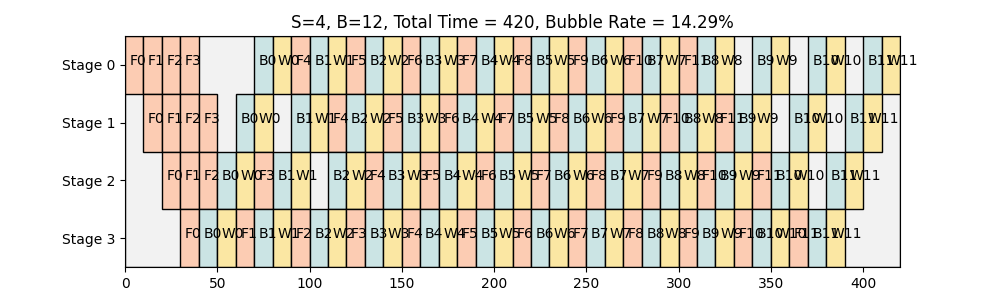 S=4, B=12, Total Time = 420, Bubble Rate = 14.29%
Stage 0 F0 F1 F2 F3 B0 W0 F4 B1 W1 F5 B2 W2 F6 B3 W3 F7 B4 W4 F8 B5 W5 F9 B6 W6 F10 B7 W7 F11 B8 W8 B9 W9 B10 W10 B11 W11
Stage 1 F0 F1 F2 F3 B0 W0 B1 W1 F4 B2 W2 F5 B3 W3 F6 B4 W4 F7 B5 W5 F8 B6 W6 F9 B7 W7 F10 B8 W8 F11 B9 W9 B10 W10 B11 W11
Stage 2 F0 F1 F2 B0 W0 F3 B1 W1 B2 W2 F4 B3 W3 F5 B4 W4 F6 B5 W5 F7 B6 W6 F8 B7 W7 F9 B8 W8 F10 B9 W9 F11 B10 W10 B11 W11
Stage 3 F0 B0 W0 F1 B1 W1 F2 B2 W2 F3 B3 W3 F4 B4 W4 F5 B5 W5 F6 B6 W6 F7 B7 W7 F8 B8 W8 F9 B9 W9 F10 B10 W10 F11 B11 W11
0 50 100 150 200 250 300 350 400